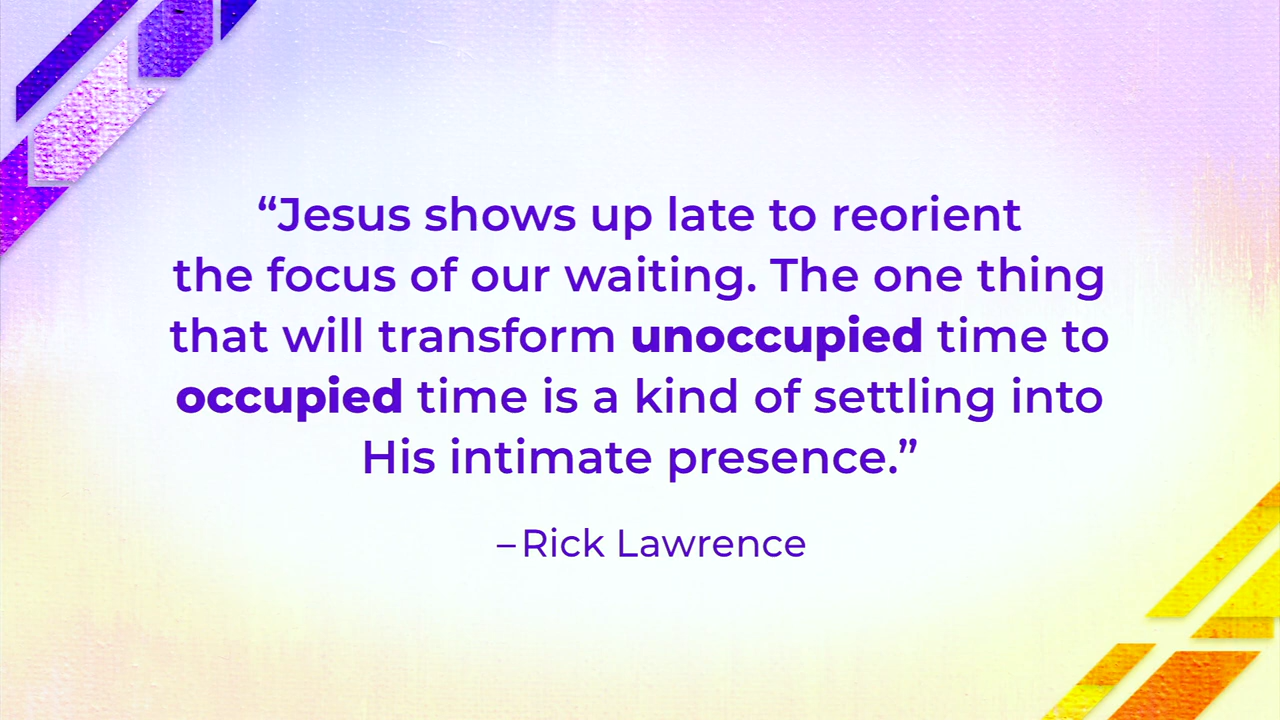 “Jesus shows up late to reorient
the focus of our waiting. The one thing
that will transform unoccupied time to
occupied time is a kind of settling into
His intimate presence.”
–Rick Lawrence